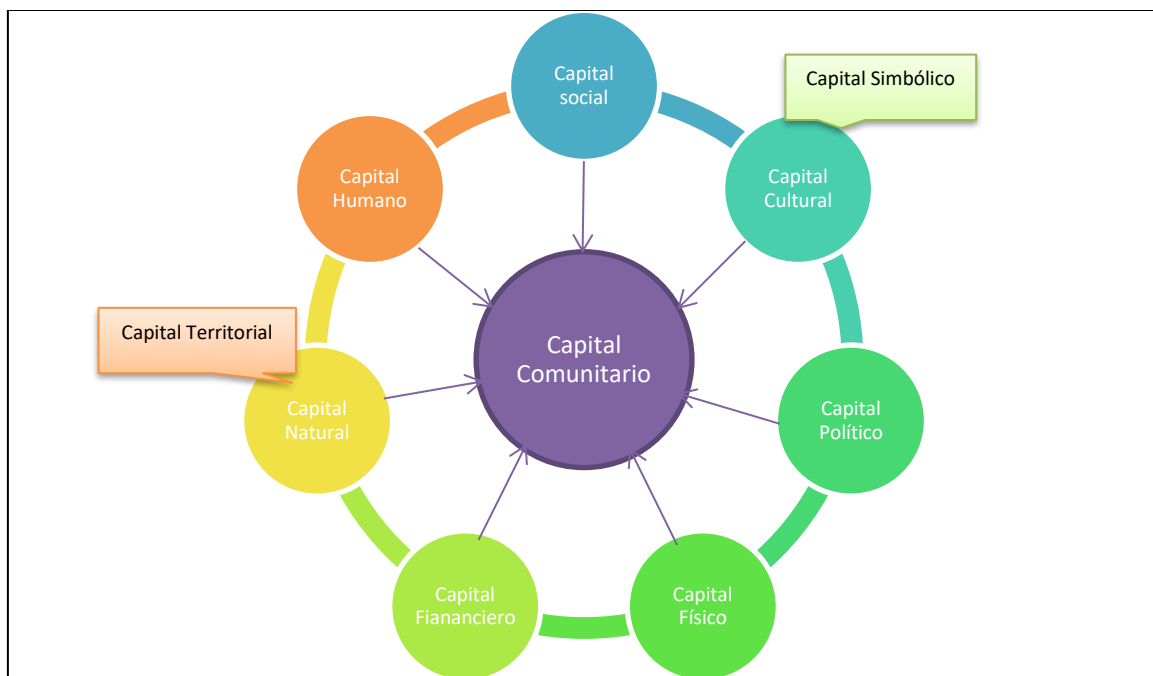 Capital
social
Capital Simbólico
Capital
Cultural
Capital
Humano
Capital Territorial
Capital
Comunitario
Capital
Natural
Capital
Político
Capital
Fiananciero
Capital
Físico